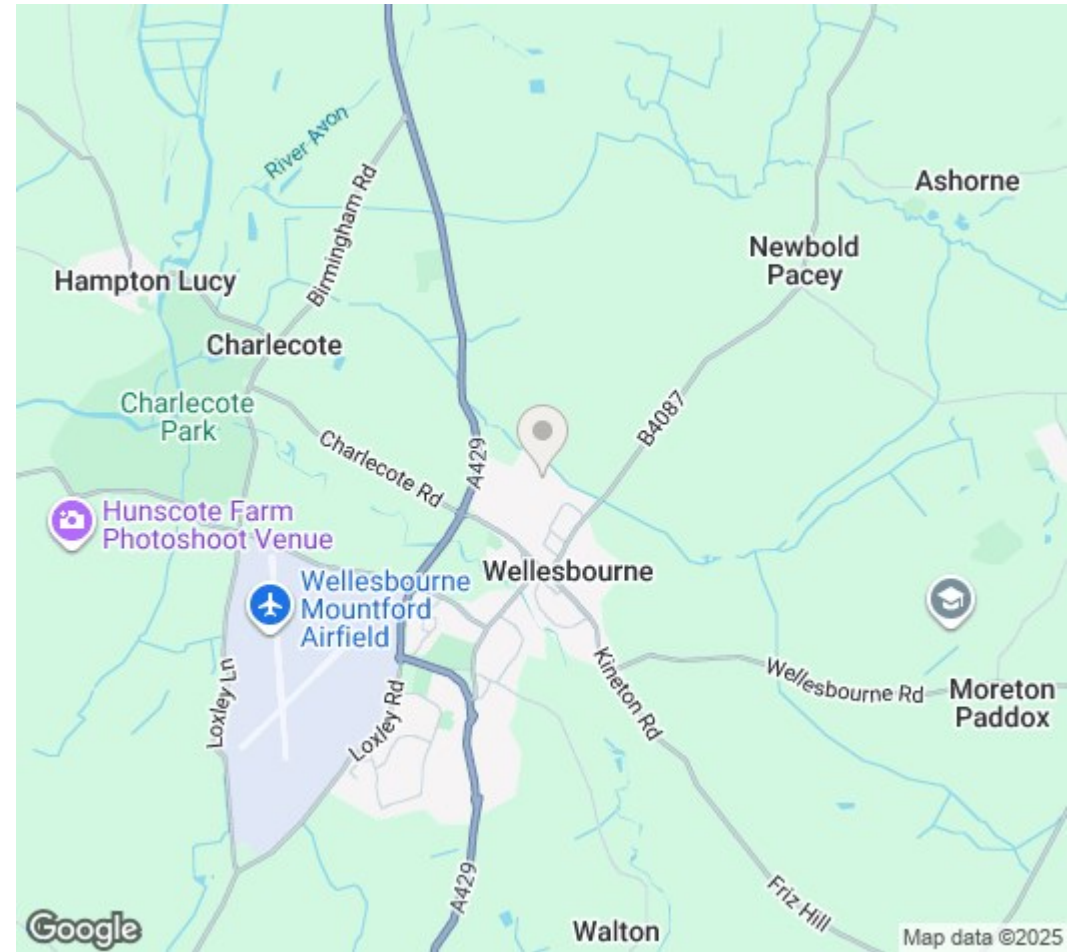 River Avon
Ashorne
Birmingham Rd
Newbold
Pacey
Hampton Lucy
Charlecote
Charlecote
Park
B4087
Charlecote Rd
A429
Hunscote Farm
Photoshoot Venue
Wellesbourne
Wellesbourne
Mountford
Airfield
Loxley Ln
Loxley Rd
Kineton Rd
Wellesbourne Rd
Moreton
Paddox
A429
Friz Hill
Walton
Google
Map data ©2025